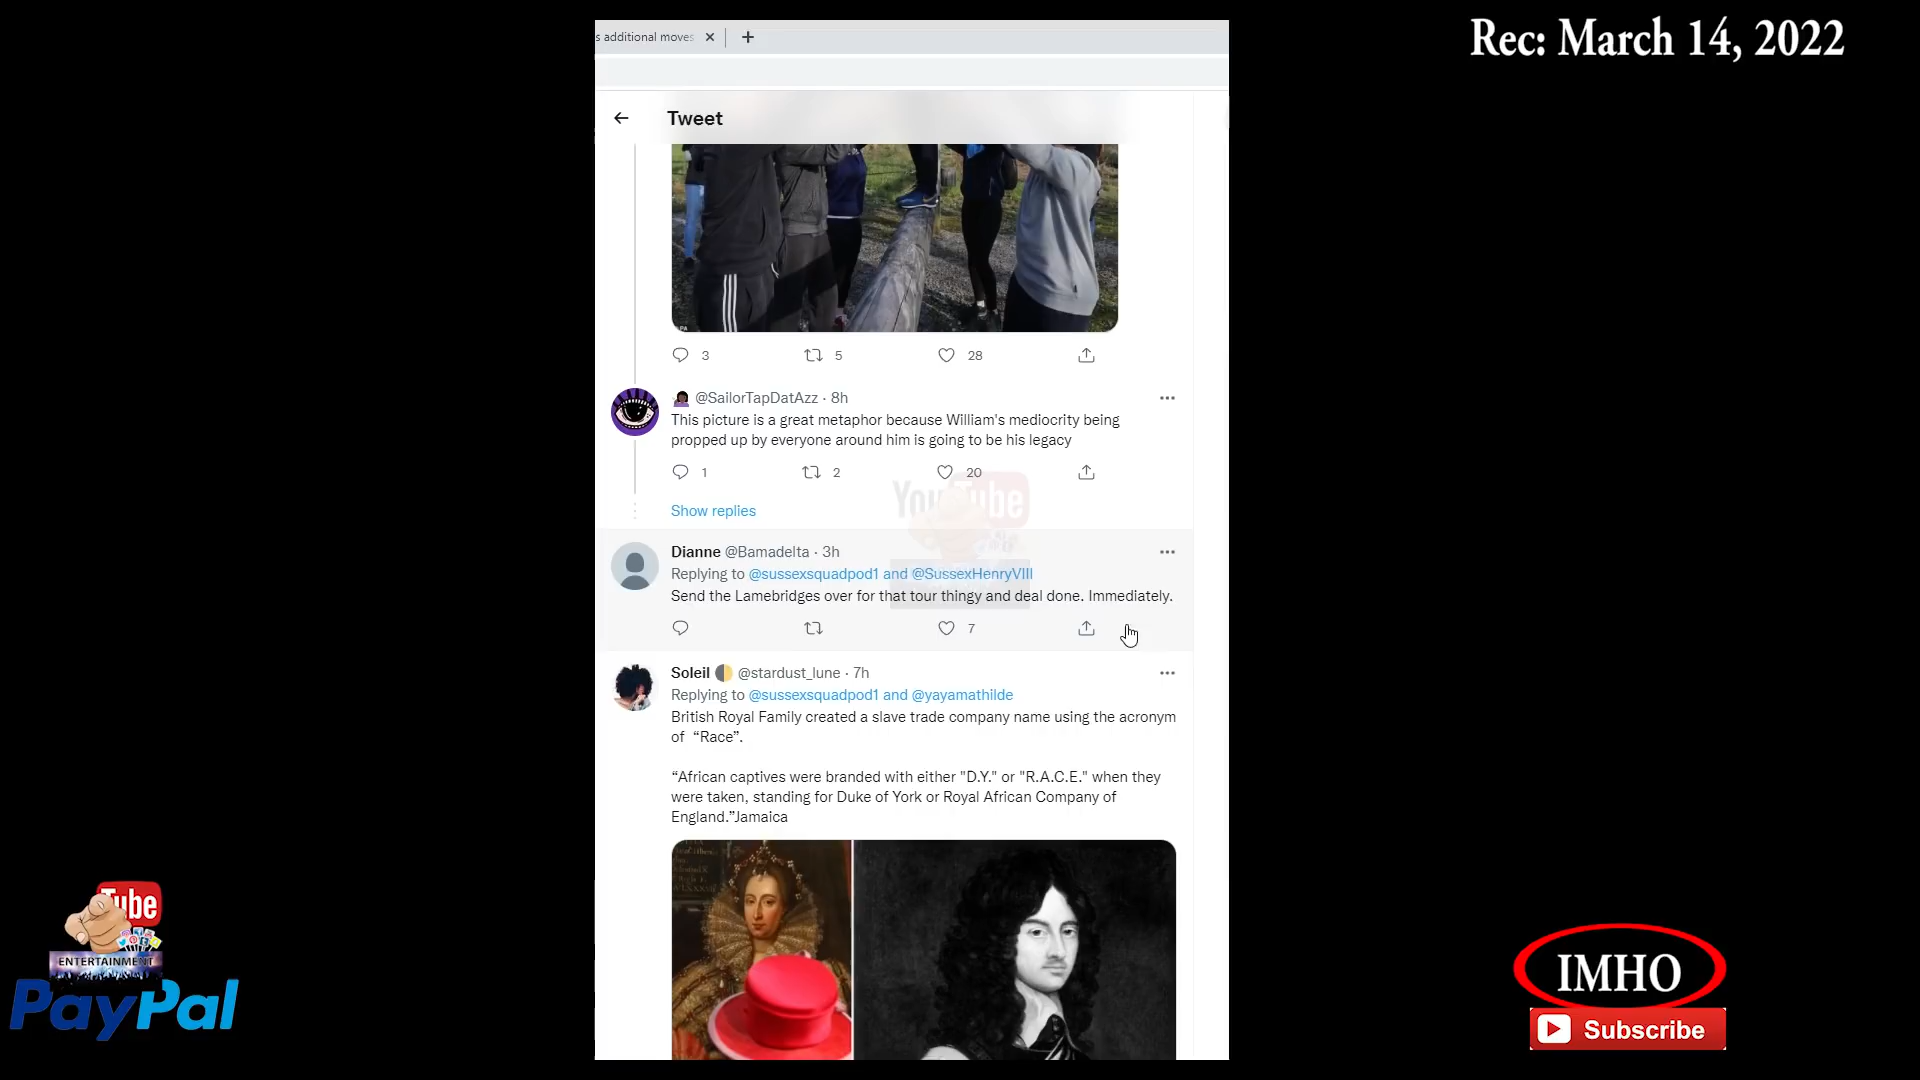 Rec: March 14, 2022
s additional moves
Tweet
3 5 28
@SailorTapDatAzz · 8h
This picture is a great metaphor because William's mediocrity being
propped up by everyone around him is going to be his legacy
1 2 20
Show replies
YouTube
Dianne @Bamadelta · 3h
Replying to @sussexsquadpod1 and @SussexHenryVIII
Send the Lamebridges over for that tour thingy and deal done. Immediately.
7
Soleil @stardust_lune · 7h
Replying to @sussexsquadpod1 and @yayamathilde
British Royal Family created a slave trade company name using the acronym
of “Race”.
“African captives were branded with either "D.Y." or "R.A.C.E." when they
were taken, standing for Duke of York or Royal African Company of
England.”Jamaica
Tube
ENTERTAINMENT
PayPal
IMHO
Subscribe